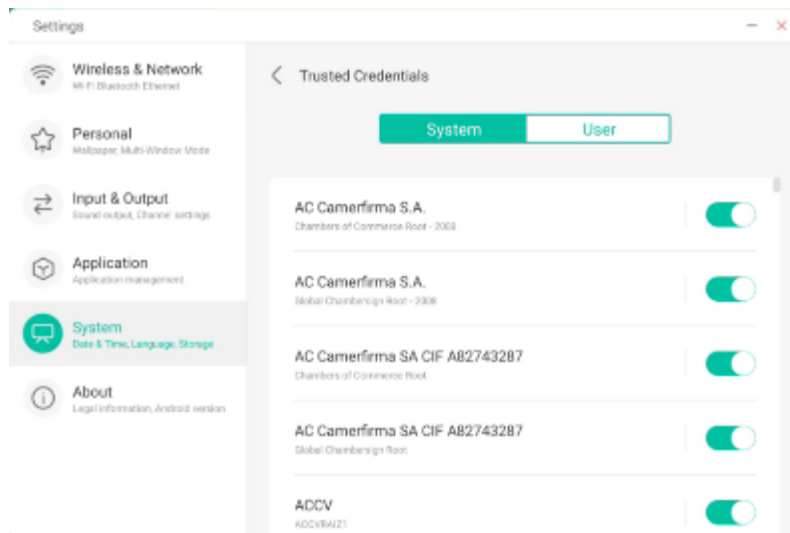 Settings
Wireless & Network
Wi-Fi Bluetooth Ethernet
Personal
Wallpaper, Multi-Window Mode
Input & Output
Sound output, Channel settings
Application
Application management
System
Date & Time, Language, Storage
About
Legal information, Android version
Trusted Credentials
System
User
AC Camerfirma S.A.
Chambers of Commerce Root - 2008
AC Camerfirma S.A.
Global Chambersign Root - 2008
AC Camerfirma SA CIF A82743287
Chambers of Commerce Root
AC Camerfirma SA CIF A82743287
Global Chambersign Root
ACCV
ACCVRAIZ1